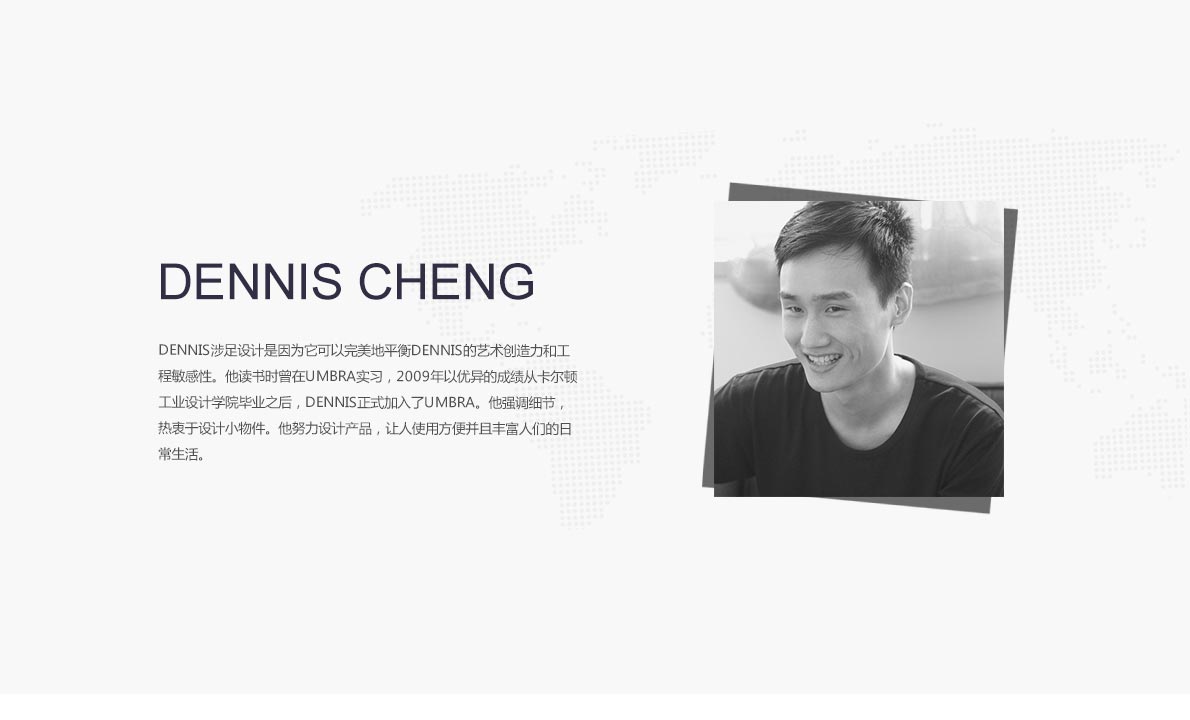 DENNIS CHENG
DENNIS涉足设计是因为它可以完美地平衡DENNIS的艺术创造力和工
程敏感性。他读书时曾在UMBRA实习，2009年以优异的成绩从卡尔顿
工业设计学院毕业之后，DENNIS正式加入了UMBRA。他强调细节，
热衷于设计小物件。他努力设计产品，让人使用方便并且丰富人们的日
常生活。